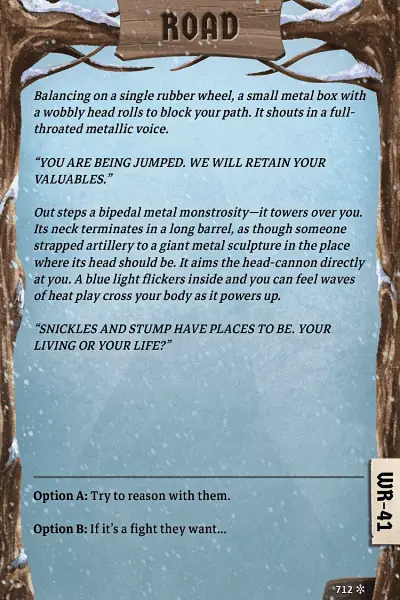 ROAD
Balancing on a single rubber wheel, a small metal box with
a wobbly head rolls to block your path. It shouts in a full-
throated metallic voice.
“YOU ARE BEING JUMPED. WE WILL RETAIN YOUR
VALUABLES.”
Out steps a bipedal metal monstrosity—it towers over you.
Its neck terminates in a long barrel, as though someone
strapped artillery to a giant metal sculpture in the place
where its head should be. It aims the head-cannon directly
at you. A blue light flickers inside and you can feel waves
of heat play cross your body as it powers up.
“SNICKLES AND STUMP HAVE PLACES TO BE. YOUR
LIVING OR YOUR LIFE?”
Option A: Try to reason with them.
Option B: If it’s a fight they want...
WR-41
712